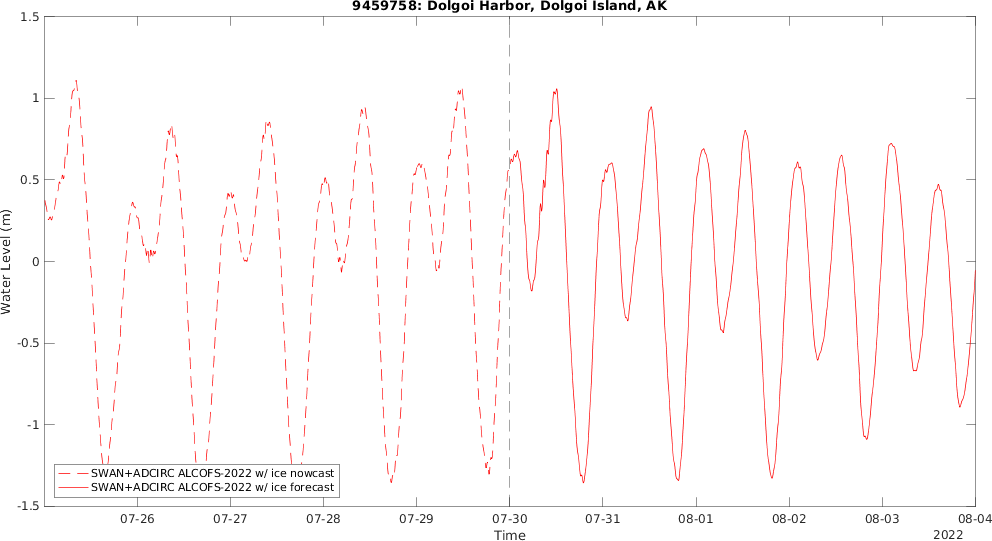 9459758: Dolgoi Harbor, Dolgoi Island, AK
1.5
1
0.5
0
-0.5
-1
-1.5
Water Level (m)
SWAN+ADCIRC ALCOFS-2022 w/ ice nowcast
SWAN+ADCIRC ALCOFS-2022 w/ ice forecast
07-26 07-27 07-28 07-29 07-30 07-31 08-01 08-02 08-03 08-04
Time
2022